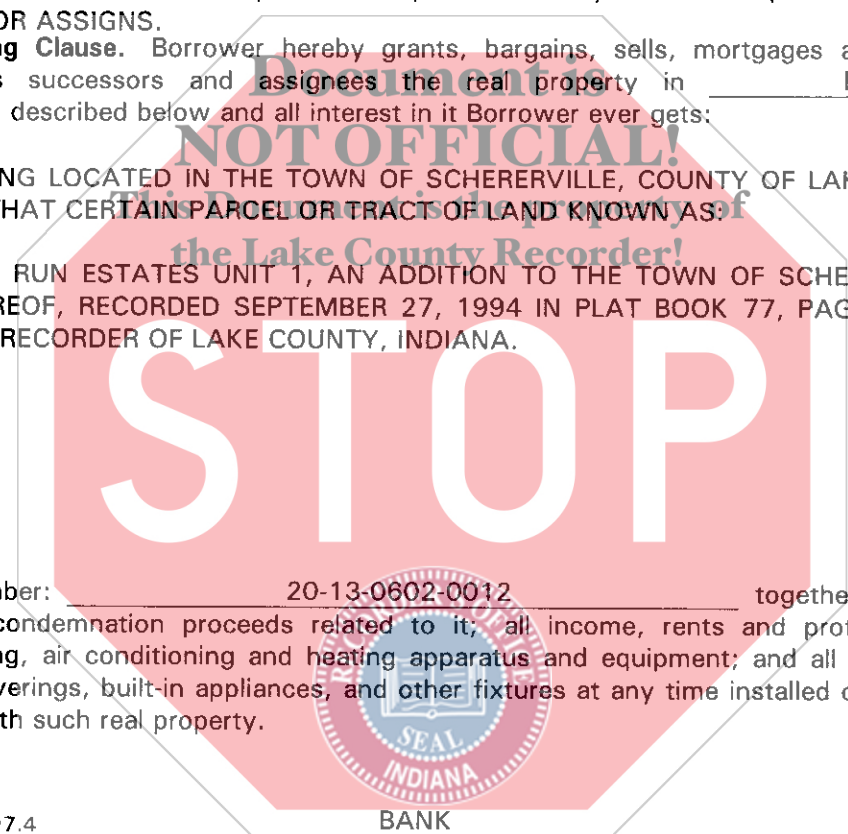 OR ASSIGNS.
ng Clause. Borrower hereby grants, bargains, sells, mortgages a
s successors and assignees the real property in
described below and all interest in it Borrower ever gets:
Document is
NOT OFFICIAL!
This Document is the property of
the Lake County Recorder!
NG LOCATED IN THE TOWN OF SCHERERVILLE, COUNTY OF LAK
HAT CERTAIN PARCEL OR TRACT OF LAND KNOWN AS:
RUN ESTATES UNIT 1, AN ADDITION TO THE TOWN OF SCHE
REOF, RECORDED SEPTEMBER 27, 1994 IN PLAT BOOK 77, PAG
RECORDER OF LAKE COUNTY, INDIANA.
STOP
nber: 20-13-0602-0012 togethe
condemnation proceeds related to it; all income, rents and prof
ng, air conditioning and heating apparatus and equipment; and all
verings, built-in appliances, and other fixtures at any time installed o
th such real property.
RECORDER'S OFFICE
SEAL
INDIANA
7.4 BANK